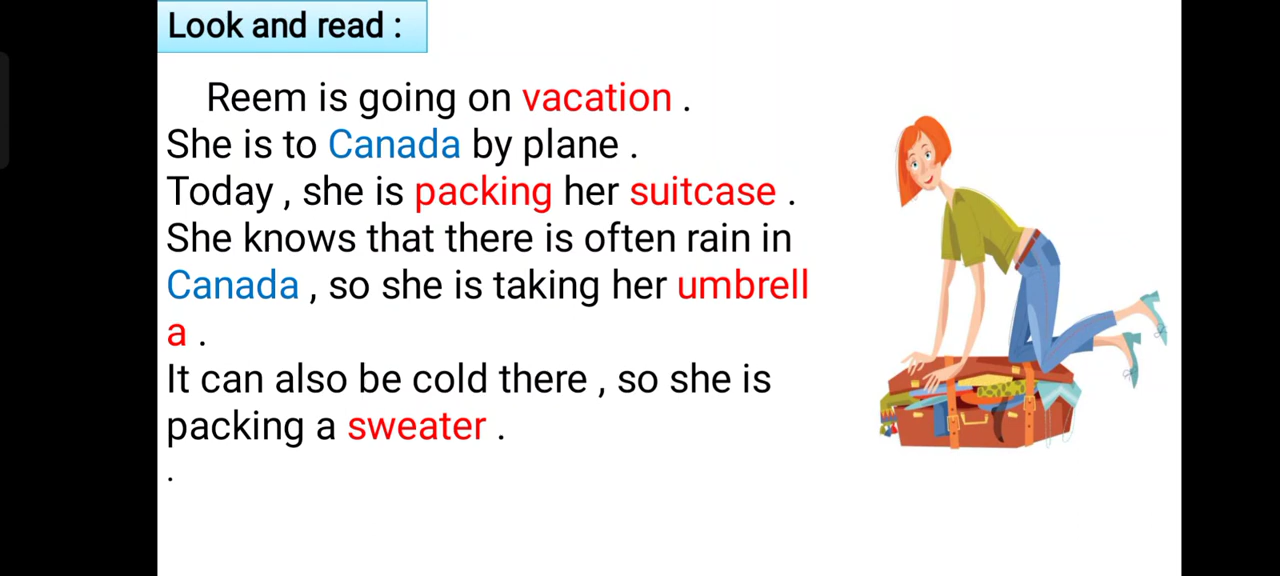 Look and read :
Reem is going on vacation .
She is to Canada by plane .
Today , she is packing her suitcase .
She knows that there is often rain in
Canada , so she is taking her umbrell
a .
It can also be cold there , so she is
packing a sweater .
.